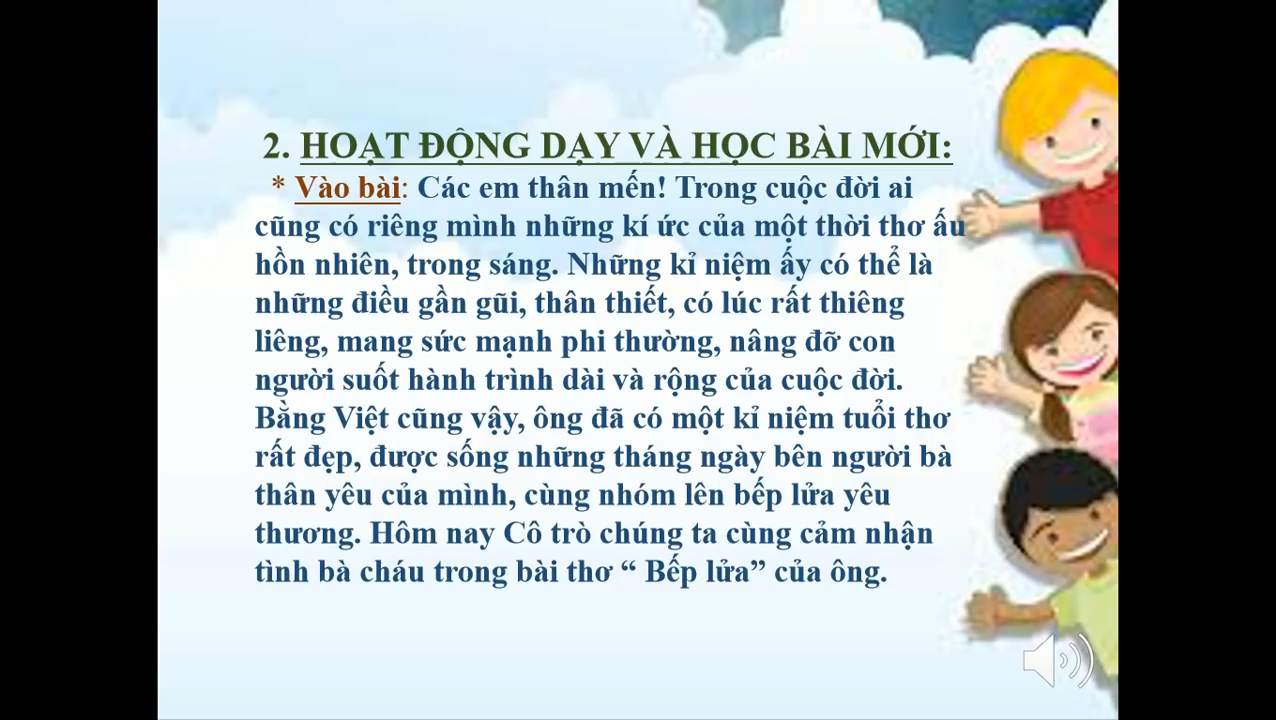 2. HOẠT ĐỘNG DẠY VÀ HỌC BÀI MỚI:
* Vào bài: Các em thân mến! Trong cuộc đời ai
cũng có riêng mình những kí ức của một thời thơ ấu
hồn nhiên, trong sáng. Những kỉ niệm ấy có thể là
những điều gần gũi, thân thiết, có lúc rất thiêng
liêng, mang sức mạnh phi thường, nâng đỡ con
người suốt hành trình dài và rộng của cuộc đời.
Bằng Việt cũng vậy, ông đã có một kỉ niệm tuổi thơ
rất đẹp, được sống những tháng ngày bên người bà
thân yêu của mình, cùng nhóm lên bếp lửa yêu
thương. Hôm nay Cô trò chúng ta cùng cảm nhận
tình bà cháu trong bài thơ “ Bếp lửa” của ông.